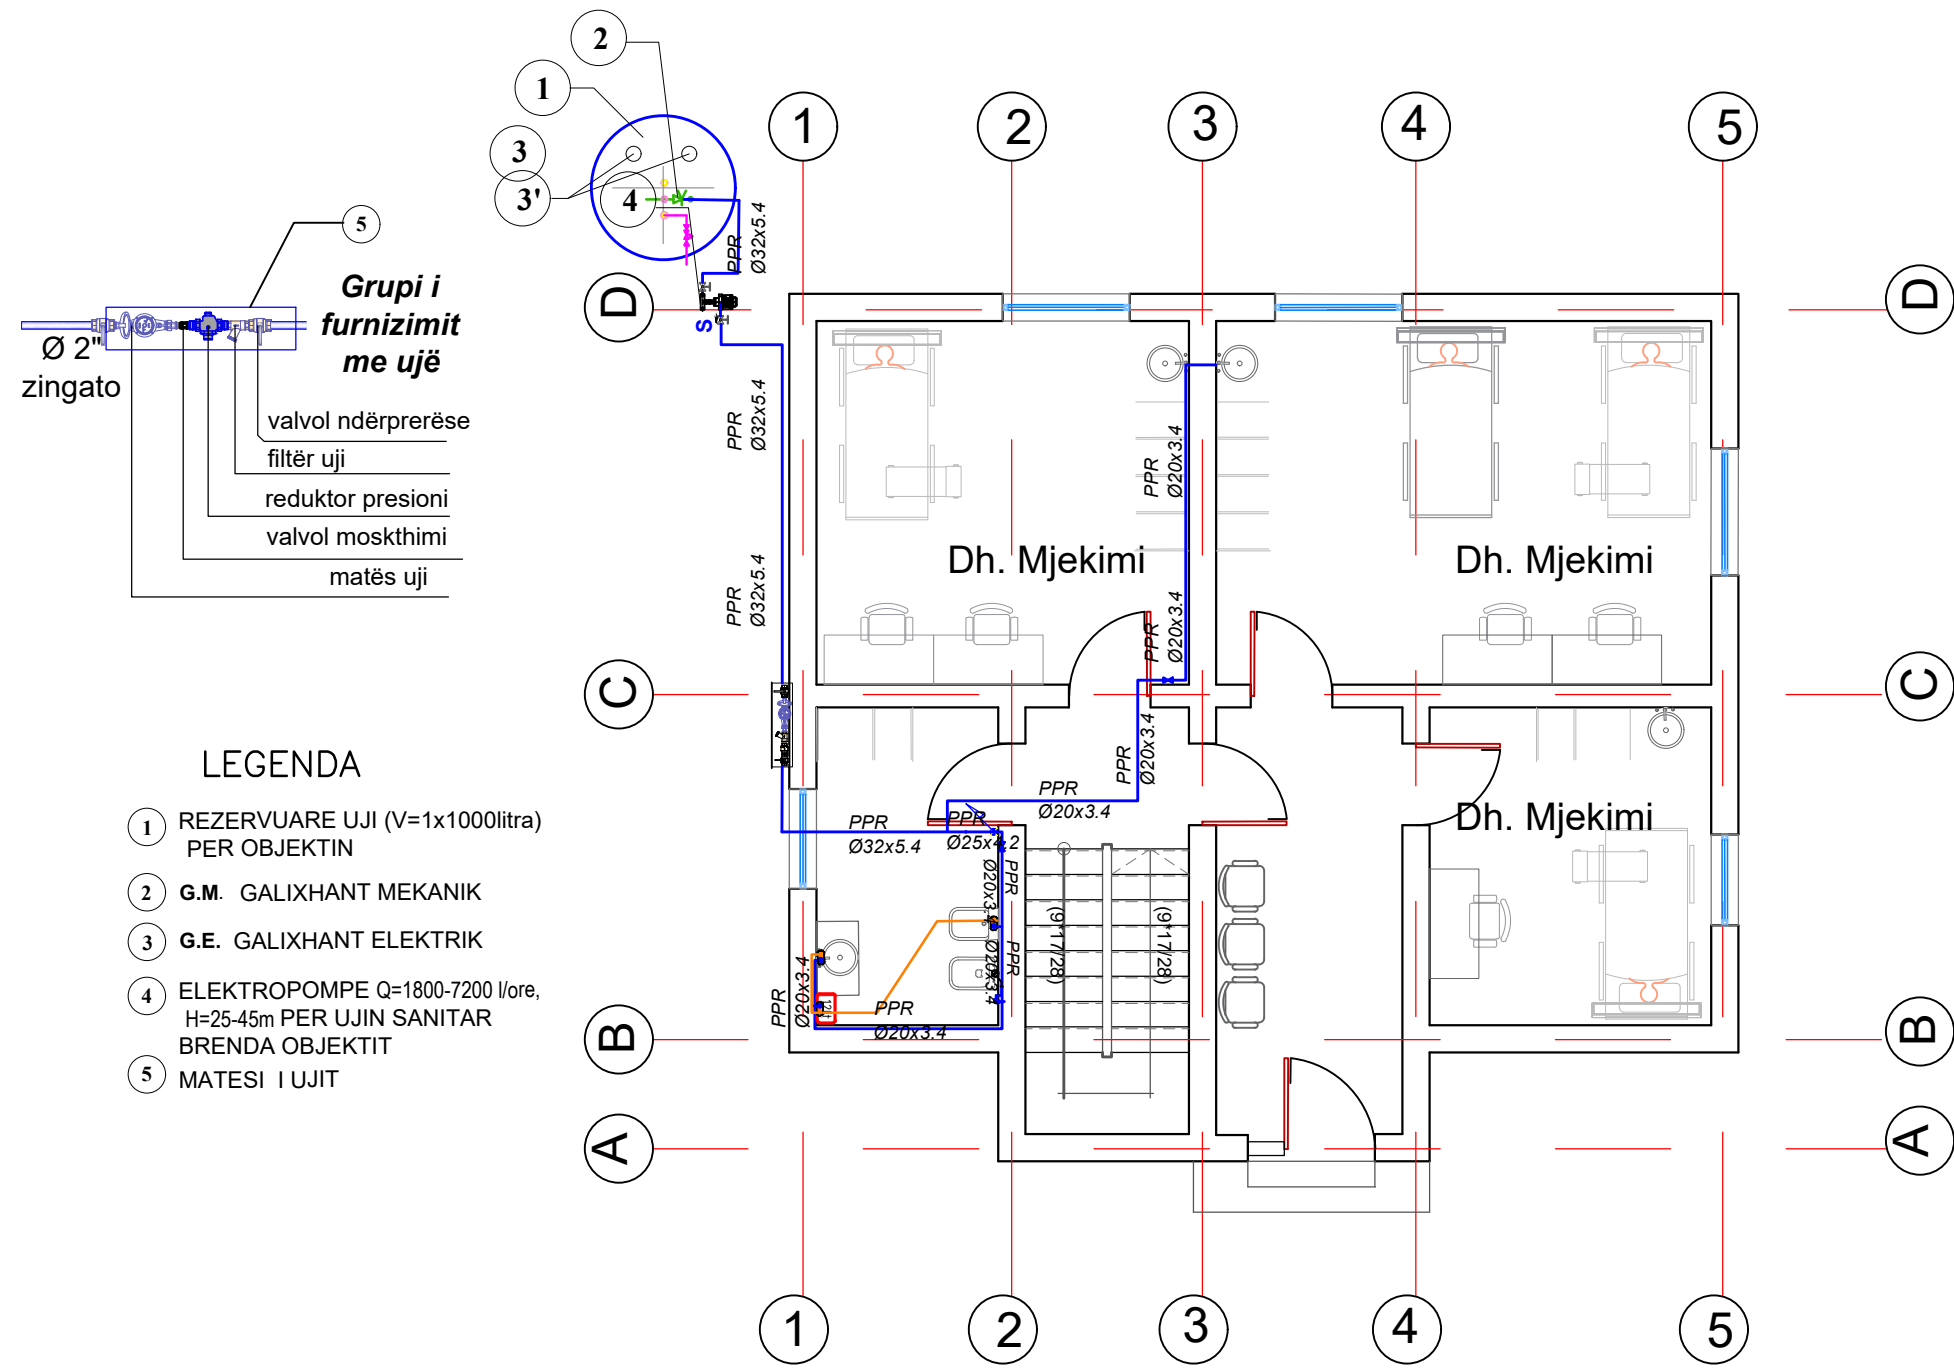 2
1
3
3'
4
5
Grupi i
furnizimit
me ujë
Ø 2"
zingato
valvol ndërprerëse
filtër uji
reduktor presioni
valvol moskthimi
matës uji
LEGENDA
1 REZERVUARE UJI (V=1x1000litra)
PER OBJEKTIN
2 G.M. GALIXHANT MEKANIK
3 G.E. GALIXHANT ELEKTRIK
4 ELEKTROPOMPE Q=1800-7200 l/ore,
H=25-45m PER UJIN SANITAR
BRENDA OBJEKTIT
5 MATESI I UJIT
1 2 3 4 5
D
D
C
C
B
B
A
A
1 2 3 4 5
S
PPR
Ø32x5.4
PPR
Ø32x5.4
PPR
Ø32x5.4
PPR
Ø20x3.4
PPR
Ø20x3.4
PPR
Ø20x3.4
PPR
Ø20x3.4
PPR
Ø32x5.4
PPR
Ø25x4.2
PPR
Ø20x3.4
PPR
Ø20x3.4
PPR
Ø20x3.4
PPR
Ø20x3.4
Dh. Mjekimi
Dh. Mjekimi
Dh. Mjekimi
(9*17/28)
(9*17/28)